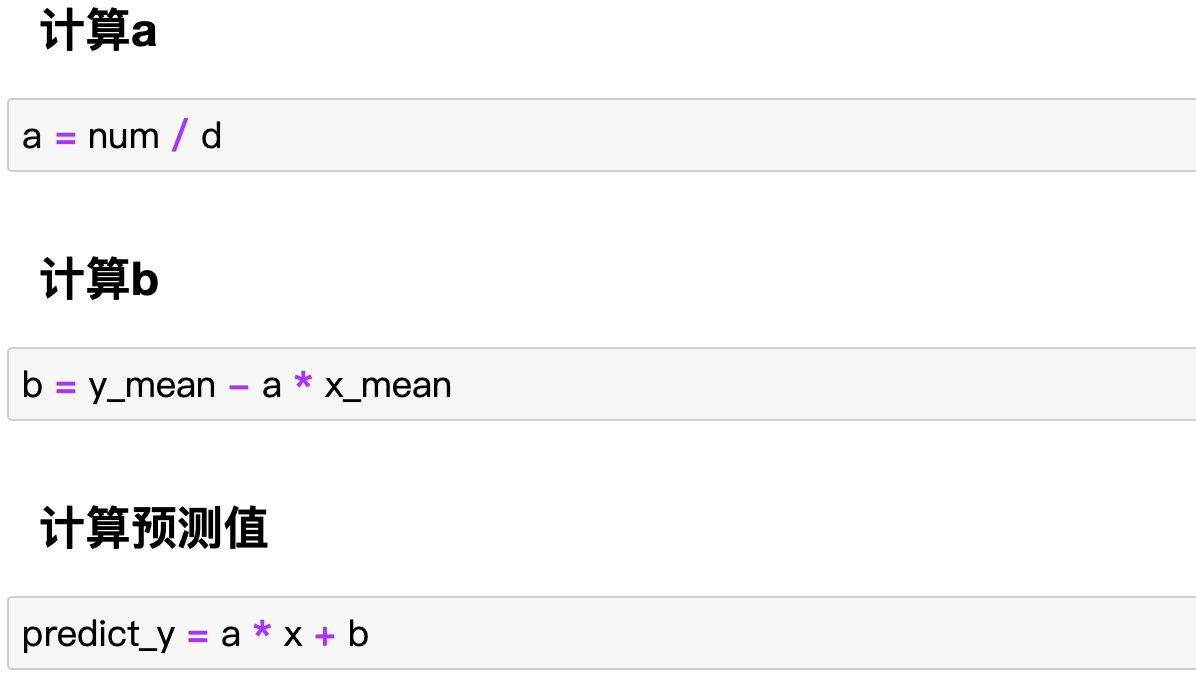 计算a
a = num / d
计算b
b = y_mean - a * x_mean
计算预测值
predict_y = a * x + b